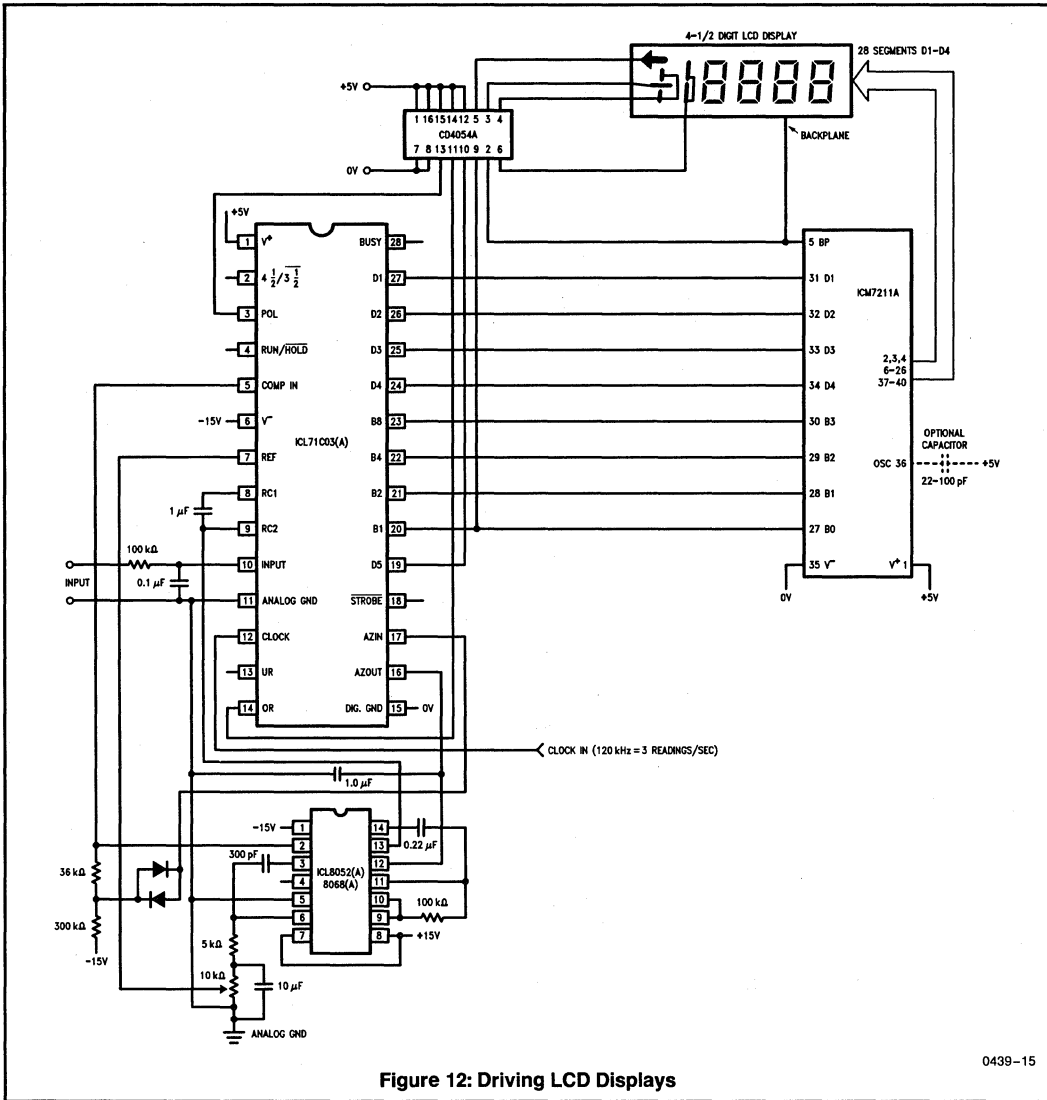 4-1/2 DIGIT LCD DISPLAY
28 SEGMENTS D1-D4
+5V
1 16 15 14 12 5 3 4
CD4054A
7 8 13 11 10 9 2 6
0V
BACKPLANE
+5V
1 V+
4 1/2/3 1/2
2
3 POL
4 RUN/HOLD
5 COMP IN
-15V 6 V-
7 REF
8 RC1
1 μF
9 RC2
100 kΩ
10 INPUT
INPUT
0.1 μF
11 ANALOG GND
12 CLOCK
13 UR
14 OR
ICL71C03(A)
BUSY 28
D1 27
D2 26
D3 25
D4 24
B8 23
B4 22
B2 21
B1 20
D5 19
STROBE 18
AZIN 17
AZOUT 16
DIG. GND 15 0V
5 BP
31 D1
ICM7211A
32 D2
33 D3
34 D4
30 B3
29 B2
28 B1
27 B0
35 V-
V+ 1
2,3,4
6-26
37-40
OPTIONAL
CAPACITOR
OSC 36
+5V
22-100 pF
0V
+5V
CLOCK IN (120 kHz = 3 READINGS/SEC)
1.0 μF
-15V
1
2
3
4
5
6
7
ICL8052(A)
8068(A)
14
13
12
11
10
9
8
0.22 μF
300 pF
100 kΩ
+15V
36 kΩ
300 kΩ
-15V
5 kΩ
10 kΩ
10 μF
ANALOG GND
0439-15
Figure 12: Driving LCD Displays